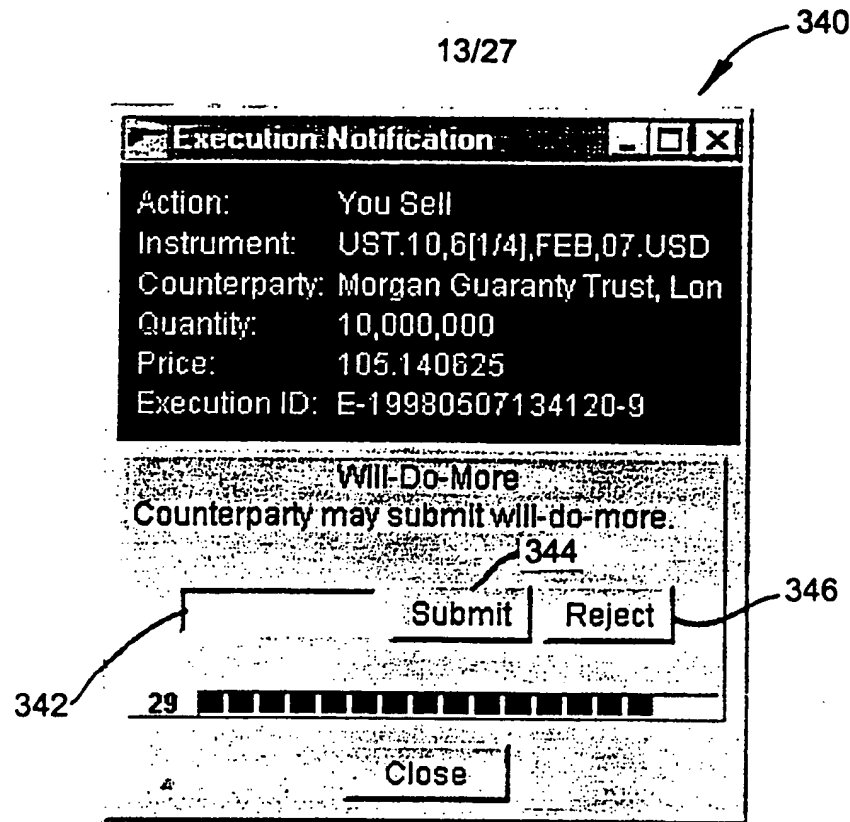 13/27
340
Execution Notification
Action: You Sell
Instrument: UST.10,6[1/4],FEB,07.USD
Counterparty: Morgan Guaranty Trust, Lon
Quantity: 10,000,000
Price: 105.140625
Execution ID: E-19980507134120-9
Will-Do-More
Counterparty may submit will-do-more.
344
Submit Reject
346
342
29
Close